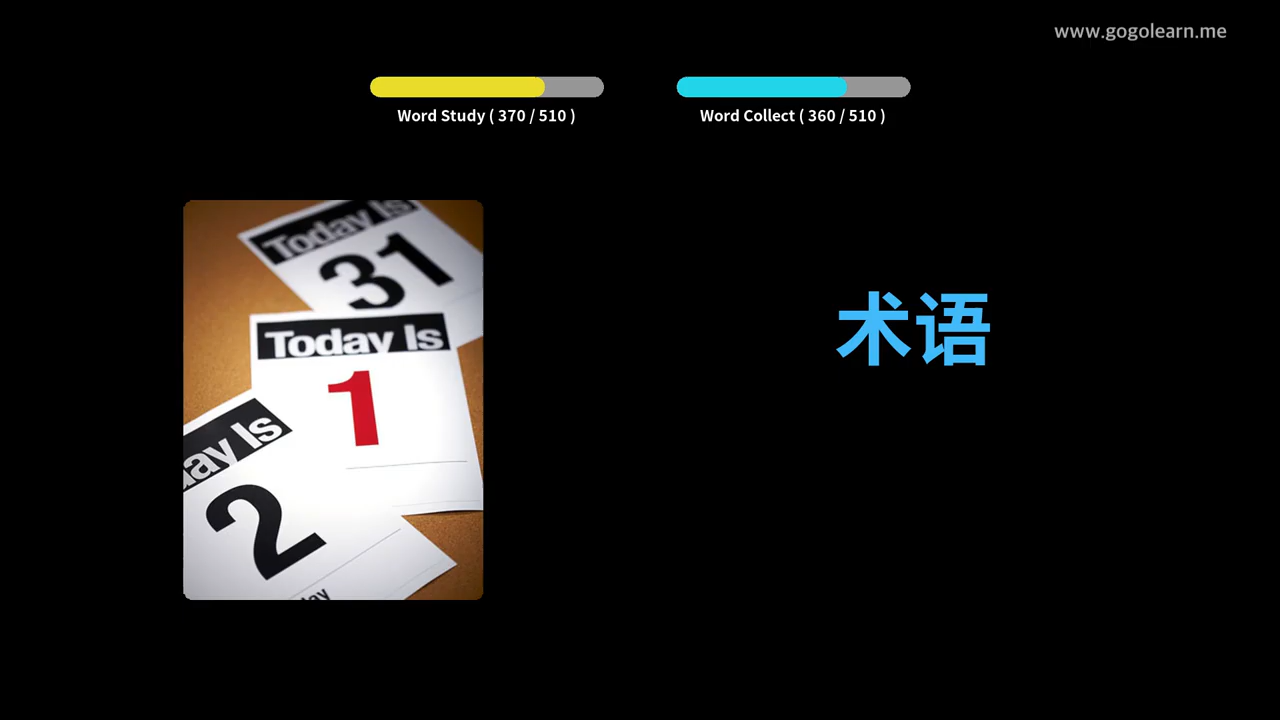 www.gogolearn.me
Word Study ( 370 / 510 )
Word Collect ( 360 / 510 )
Today Is
31
Today Is
1
ay Is
2
ay
术语